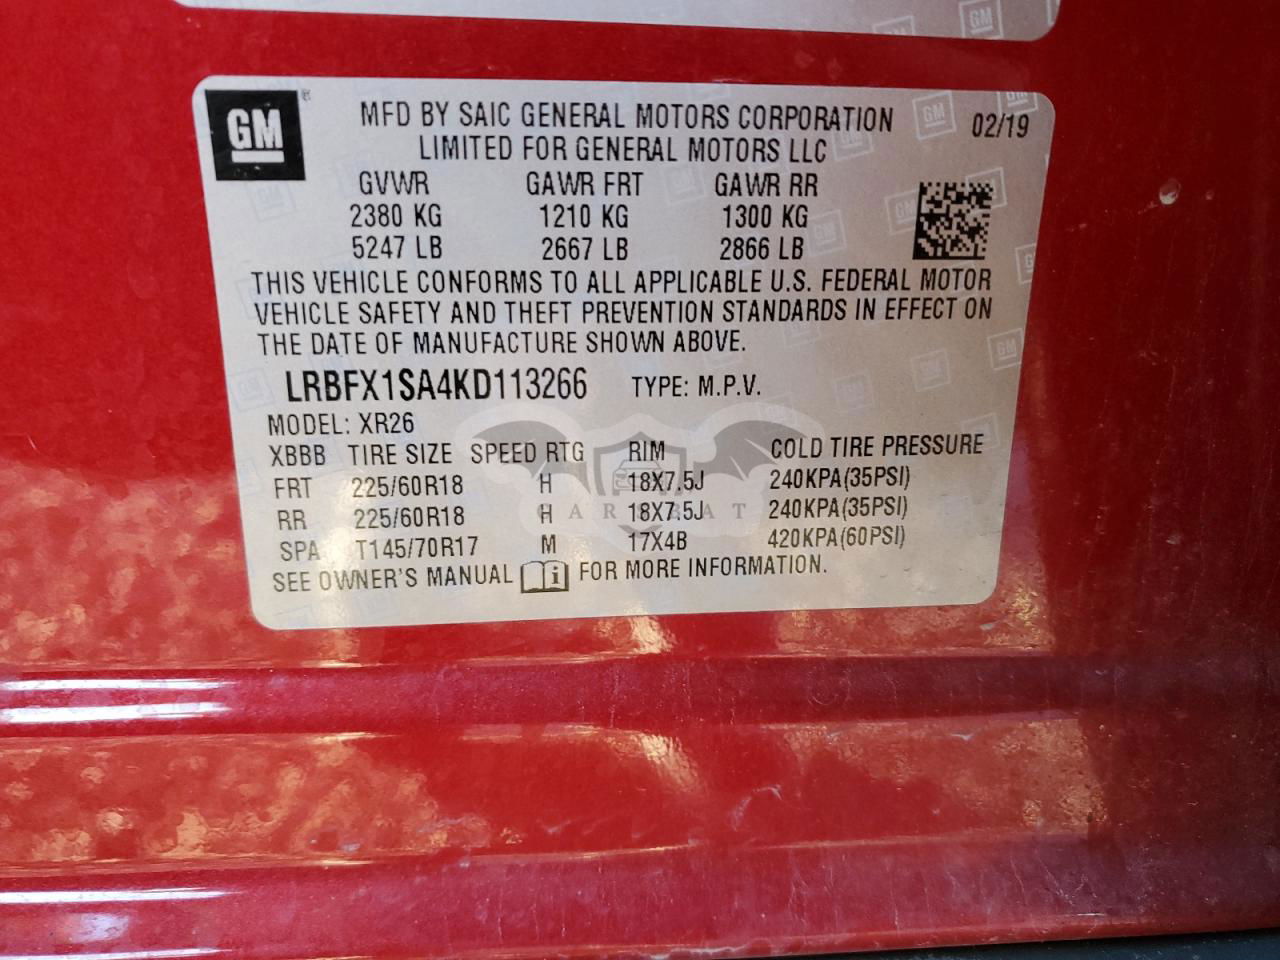 GM
MFD BY SAIC GENERAL MOTORS CORPORATION 02/19
LIMITED FOR GENERAL MOTORS LLC
GVWR GAWR FRT GAWR RR
2380 KG 1210 KG 1300 KG
5247 LB 2667 LB 2866 LB
THIS VEHICLE CONFORMS TO ALL APPLICABLE U.S. FEDERAL MOTOR
VEHICLE SAFETY AND THEFT PREVENTION STANDARDS IN EFFECT ON
THE DATE OF MANUFACTURE SHOWN ABOVE.
LRBFX1SA4KD113266 TYPE: M.P.V.
MODEL: XR26
XBBB TIRE SIZE SPEED RTG RIM COLD TIRE PRESSURE
FRT 225/60R18 H 18X7.5J 240KPA(35PSI)
RR 225/60R18 H 18X7.5J 240KPA(35PSI)
CARSBAT
SPA T145/70R17 M 17X4B 420KPA(60PSI)
SEE OWNER'S MANUAL FOR MORE INFORMATION.